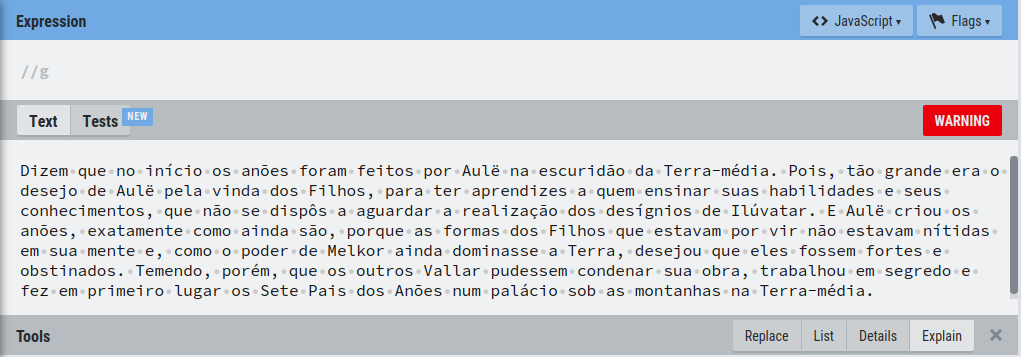 Expression
<> JavaScript ▾
Flags ▾
//g
Text
Tests
NEW
WARNING
Dizem·que·no·início·os·anões·foram·feitos·por·Aulë·na·escuridão·da·Terra-média.·Pois,·tão·grande·era·o·
desejo·de·Aulë·pela·vinda·dos·Filhos,·para·ter·aprendizes·a·quem·ensinar·suas·habilidades·e·seus·
conhecimentos,·que·não·se·dispôs·a·aguardar·a·realização·dos·desígnios·de·Ilúvatar.·E·Aulë·criou·os·
anões,·exatamente·como·ainda·são,·porque·as·formas·dos·Filhos·que·estavam·por·vir·não·estavam·nítidas·
em·sua·mente·e,·como·o·poder·de·Melkor·ainda·dominasse·a·Terra,·desejou·que·eles·fossem·fortes·e·
obstinados.·Temendo,·porém,·que·os·outros·Vallar·pudessem·condenar·sua·obra,·trabalhou·em·segredo·e·
fez·em·primeiro·lugar·os·Sete·Pais·dos·Anões·num·palácio·sob·as·montanhas·na·Terra-média.
Tools
Replace
List
Details
Explain
×